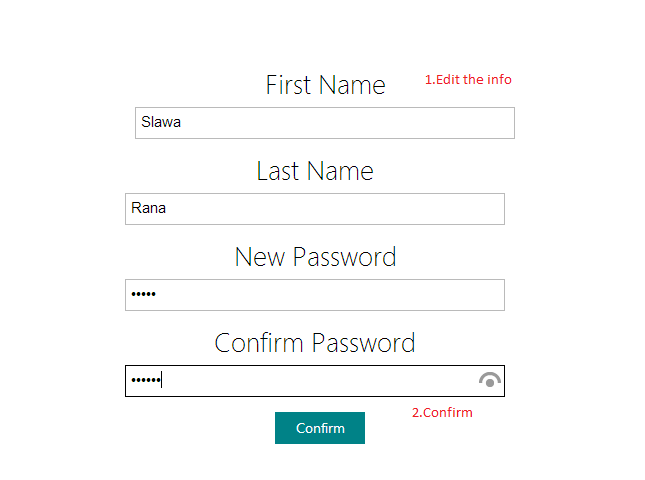 First Name
1.Edit the info
Slawa
Last Name
Rana
New Password
•••••
Confirm Password
••••••
2.Confirm
Confirm